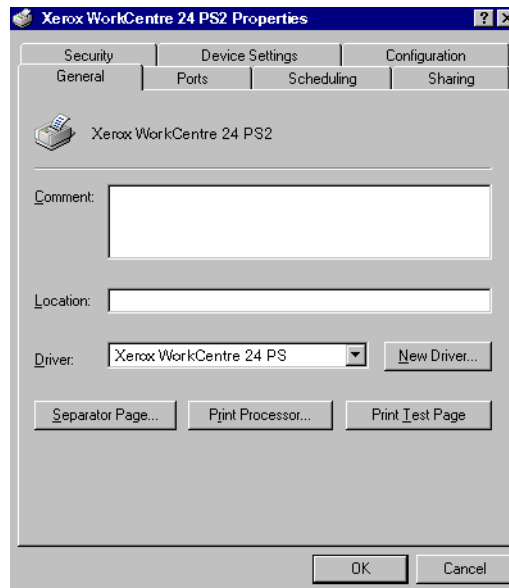 Xerox WorkCentre 24 PS2 Properties
Security Device Settings Configuration
General Ports Scheduling Sharing
Xerox WorkCentre 24 PS2
Comment:
Location:
Driver: Xerox WorkCentre 24 PS New Driver...
Separator Page... Print Processor... Print Test Page
OK Cancel